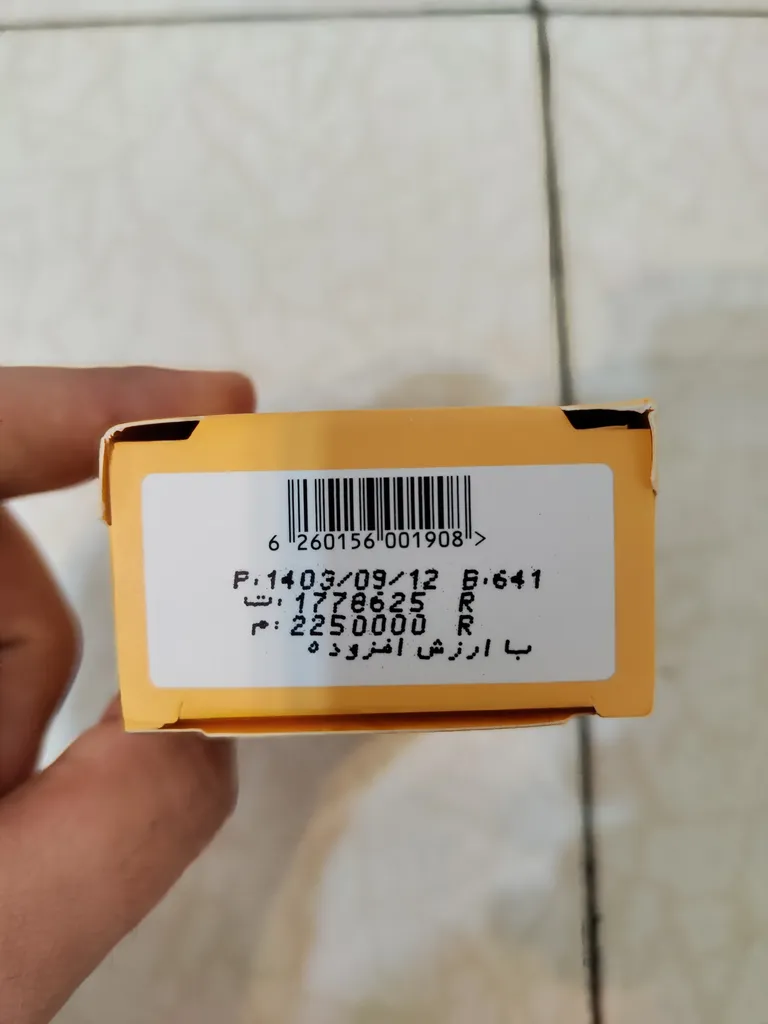 6 260156 001908 >
P:1403/09/12 B:641
ت: 1778625 R
م: 2250000 R
با ارزش افزوده